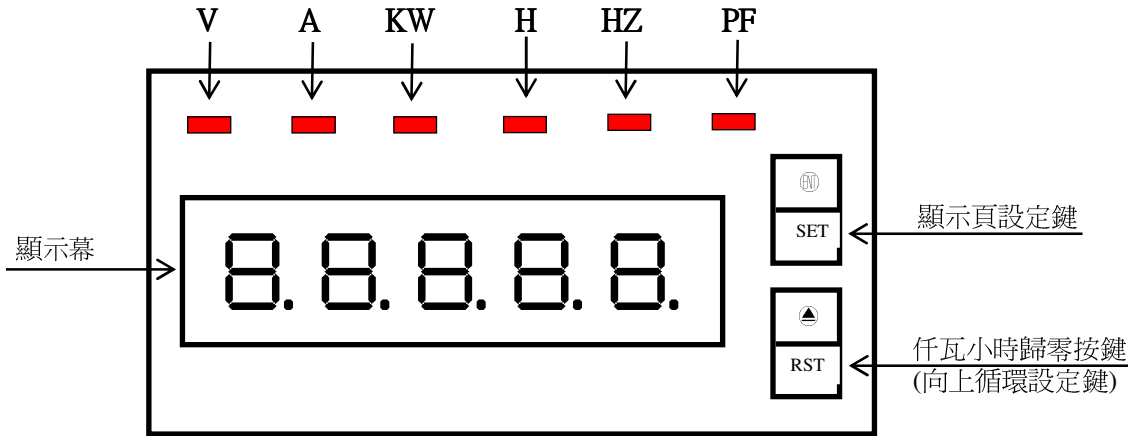 V A KW H HZ PF
ENT
顯示頁設定鍵
SET
顯示幕
8.8.8.8.8.
仟瓦小時歸零按鍵
RST
(向上循環設定鍵)